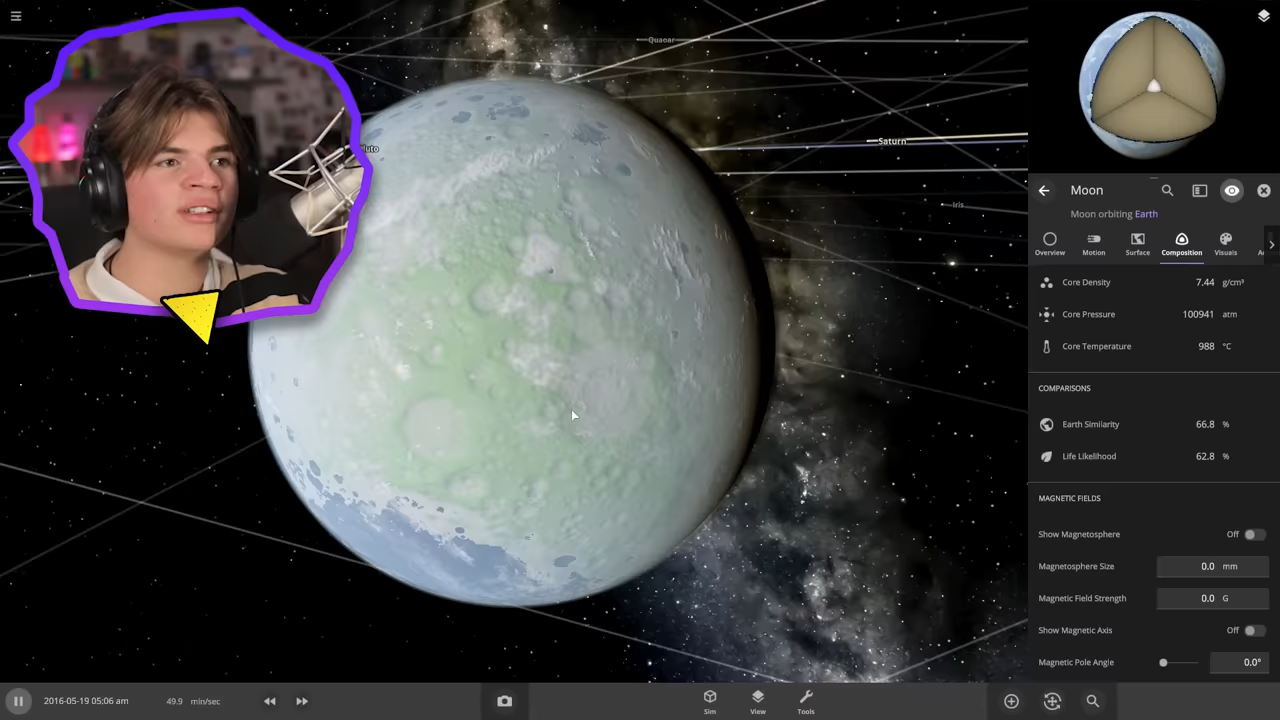 Quaoar
Saturn
Iris
Moon
Moon orbiting Earth
Overview
Motion
Surface
Composition
Visuals
Core Density 7.44 g/cm³
Core Pressure 100941 atm
Core Temperature 988 °C
COMPARISONS
Earth Similarity 66.8 %
Life Likelihood 62.8 %
MAGNETIC FIELDS
Show Magnetosphere Off
Magnetosphere Size 0.0 mm
Magnetic Field Strength 0.0 G
Show Magnetic Axis Off
Magnetic Pole Angle 0.0°
2016-05-19 05:06 am
49.9 min/sec
Sim
View
Tools